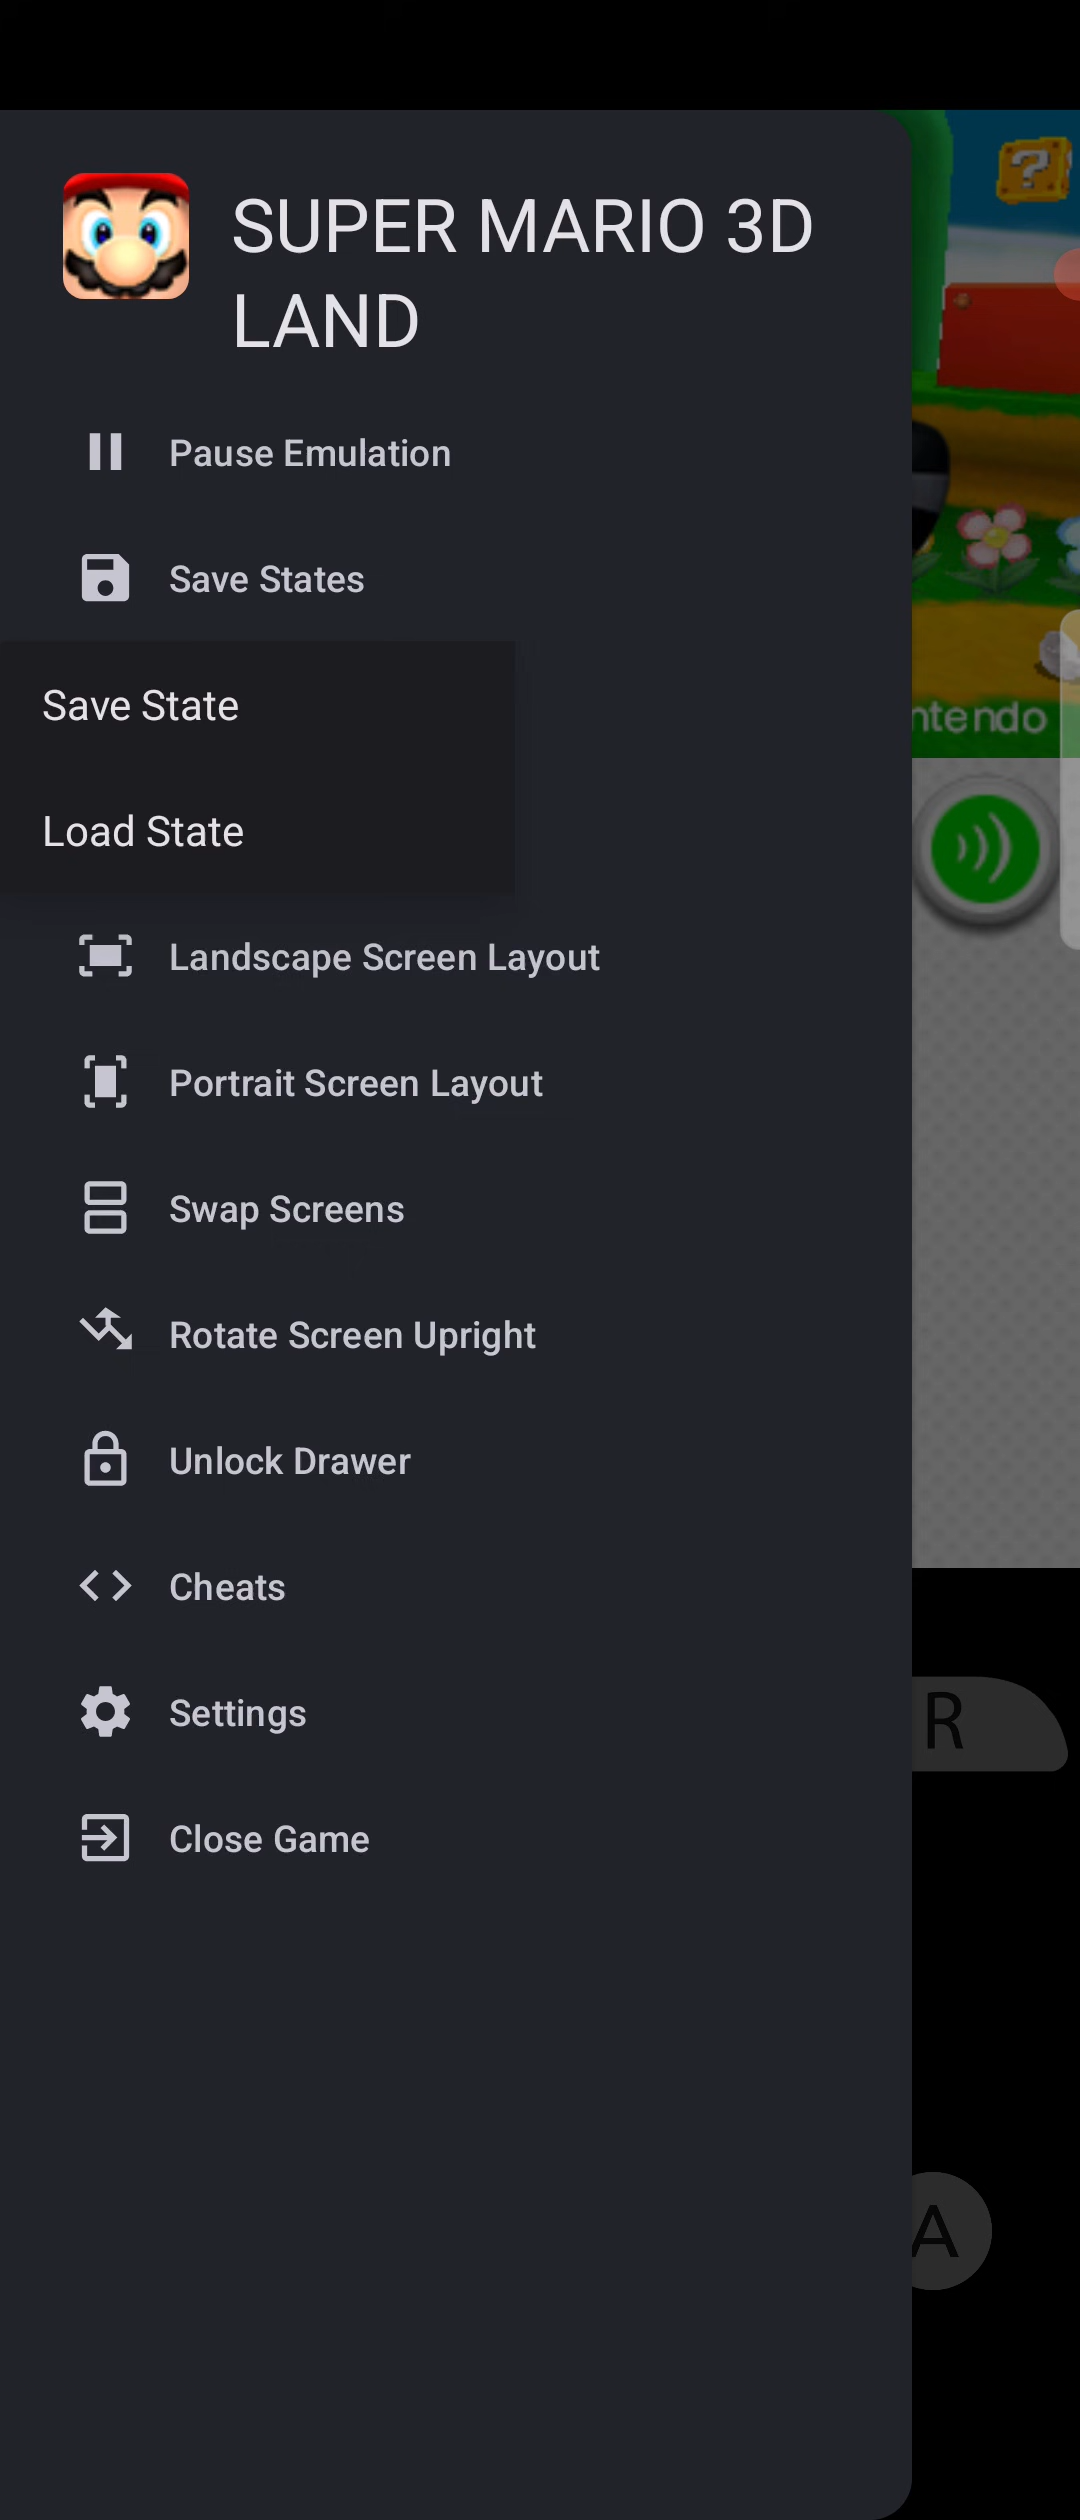 SUPER MARIO 3D
LAND
Pause Emulation
Save States
Save State
Load State
ntendo
Landscape Screen Layout
Portrait Screen Layout
Swap Screens
Rotate Screen Upright
Unlock Drawer
Cheats
Settings
R
Close Game
A